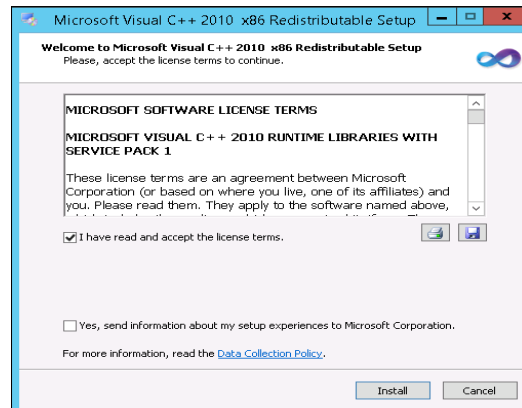 Microsoft Visual C++ 2010 x86 Redistributable Setup
Welcome to Microsoft Visual C++ 2010 x86 Redistributable Setup
Please, accept the license terms to continue.
MICROSOFT SOFTWARE LICENSE TERMS
MICROSOFT VISUAL C++ 2010 RUNTIME LIBRARIES WITH
SERVICE PACK 1
These license terms are an agreement between Microsoft
Corporation (or based on where you live, one of its affiliates) and
you. Please read them. They apply to the software named above,
I have read and accept the license terms.
Yes, send information about my setup experiences to Microsoft Corporation.
For more information, read the Data Collection Policy.
Install
Cancel